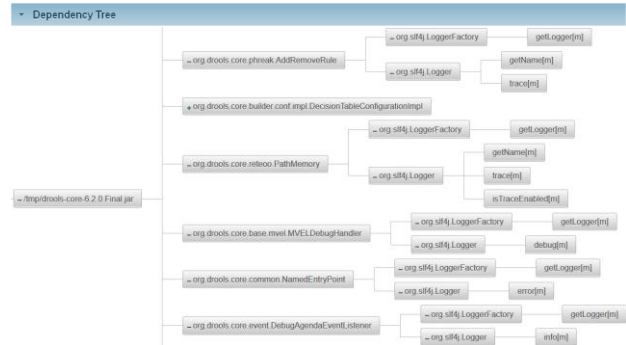 Dependency Tree
– org.slf4j.LoggerFactory
getLogger[m]
– org.drools.core.phreak.AddRemoveRule
getName[m]
– org.slf4j.Logger
trace[m]
+ org.drools.core.builder.conf.impl.DecisionTableConfigurationImpl
– org.slf4j.LoggerFactory
getLogger[m]
getName[m]
– org.drools.core.reteoo.PathMemory
– org.slf4j.Logger
trace[m]
– /tmp/drools-core-6.2.0.Final.jar
isTraceEnabled[m]
– org.slf4j.LoggerFactory
getLogger[m]
– org.drools.core.base.mvel.MVELDebugHandler
– org.slf4j.Logger
debug[m]
– org.slf4j.LoggerFactory
getLogger[m]
– org.drools.core.common.NamedEntryPoint
– org.slf4j.Logger
error[m]
– org.slf4j.LoggerFactory
getLogger[m]
– org.drools.core.event.DebugAgendaEventListener
– org.slf4j.Logger
info[m]